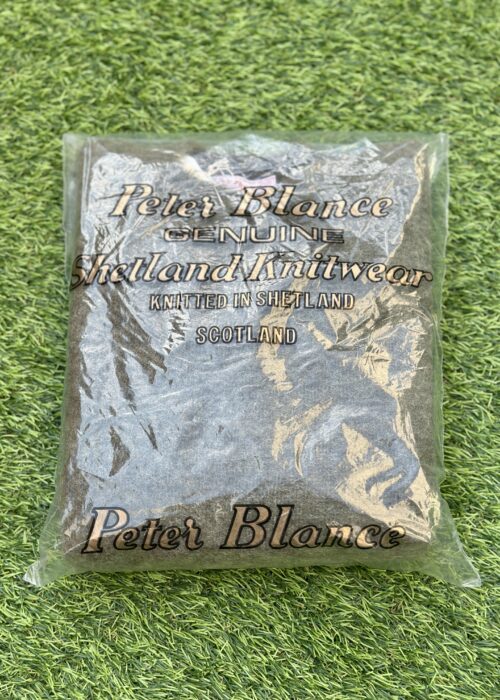 Peter Blance
GENUINE
Shetland Knitwear
KNITTED IN SHETLAND
SCOTLAND
Peter Blance